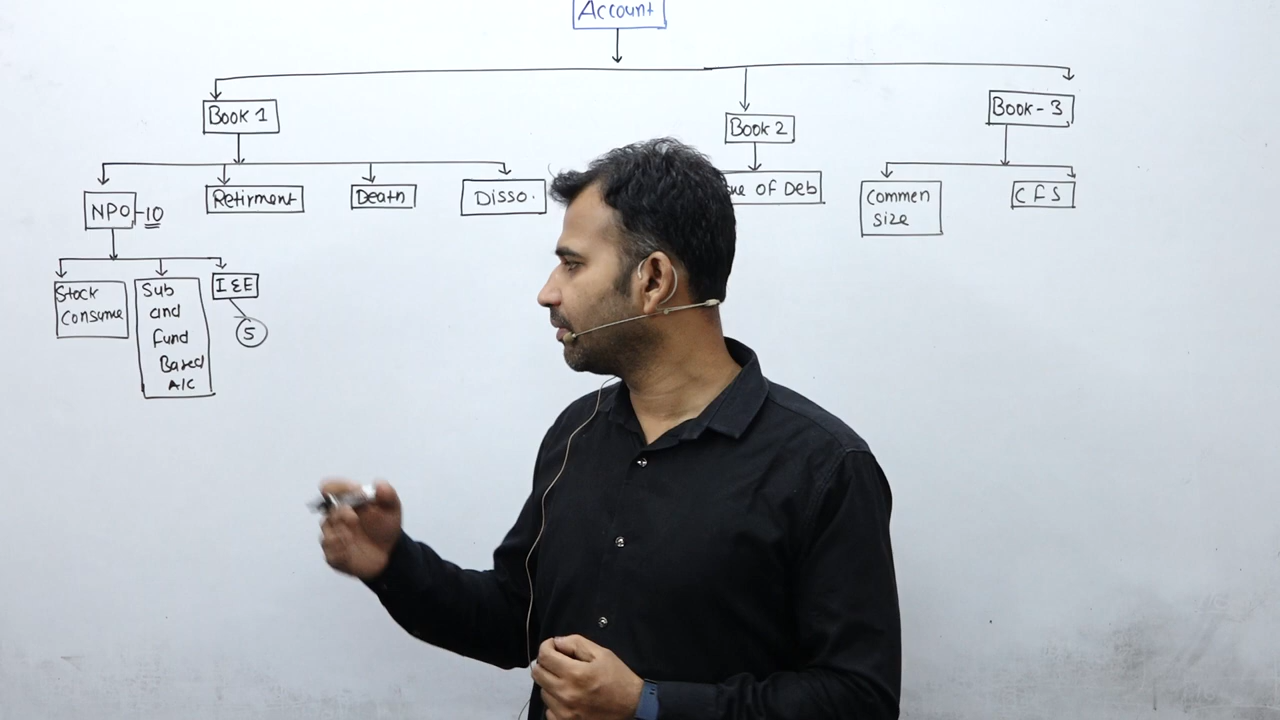 Account
Book 1
Book 2
Book - 3
NPO-10
Retirment
Death
Disso.
ue of Deb
Commen
size
CFS
Stock
Consume
Sub
and
Fund
Based
A/C
I & E
5